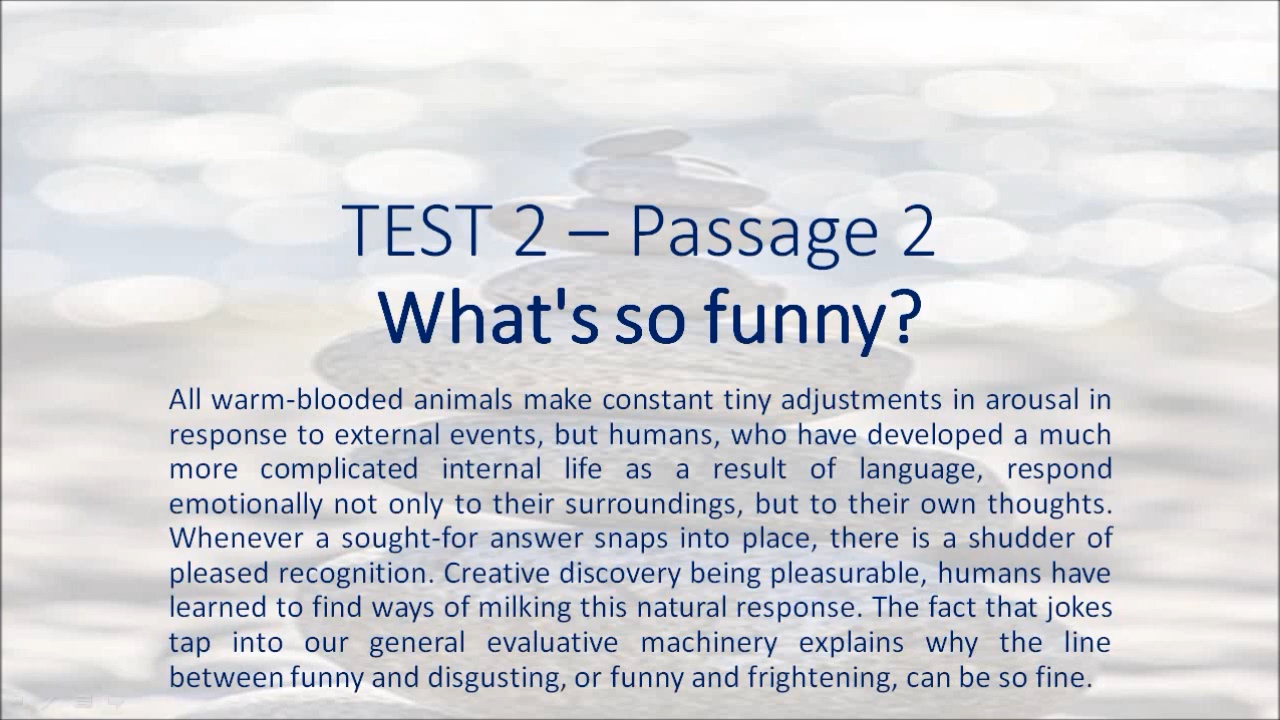 TEST 2 – Passage 2
What's so funny?
All warm-blooded animals make constant tiny adjustments in arousal in
response to external events, but humans, who have developed a much
more complicated internal life as a result of language, respond
emotionally not only to their surroundings, but to their own thoughts.
Whenever a sought-for answer snaps into place, there is a shudder of
pleased recognition. Creative discovery being pleasurable, humans have
learned to find ways of milking this natural response. The fact that jokes
tap into our general evaluative machinery explains why the line
between funny and disgusting, or funny and frightening, can be so fine.